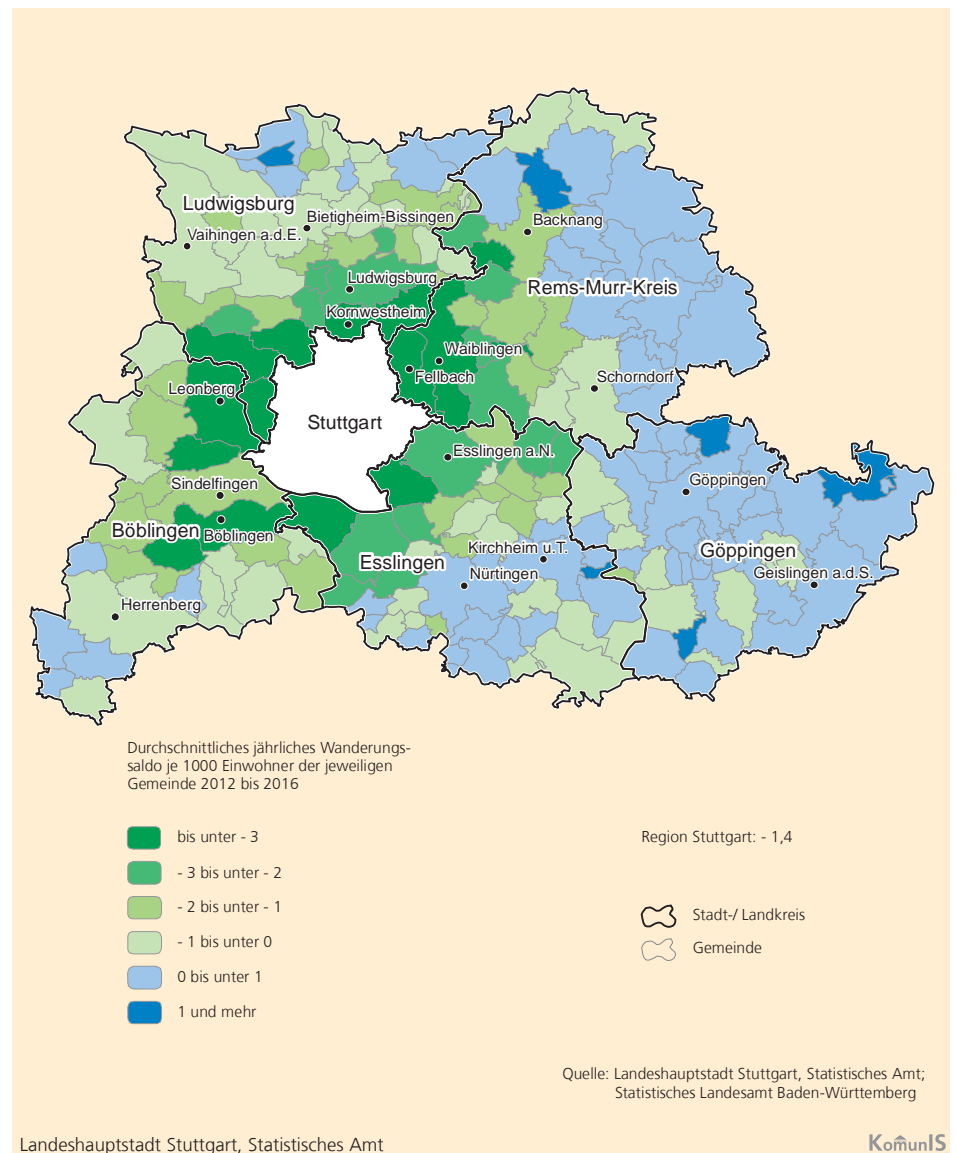 Ludwigsburg
Bietigheim-Bissingen
Vaihingen a.d.E.
Backnang
Ludwigsburg
Rems-Murr-Kreis
Kornwestheim
Waiblingen
Fellbach
Leonberg
Schorndorf
Stuttgart
Esslingen a.N.
Sindelfingen
Göppingen
Böblingen
Böblingen
Kirchheim u.T.
Göppingen
Esslingen
Nürtingen
Geislingen a.d.S.
Herrenberg
Durchschnittliches jährliches Wanderungs-
saldo je 1000 Einwohner der jeweiligen
Gemeinde 2012 bis 2016
bis unter - 3
- 3 bis unter - 2
- 2 bis unter - 1
- 1 bis unter 0
0 bis unter 1
1 und mehr
Region Stuttgart: - 1,4
Stadt-/ Landkreis
Gemeinde
Quelle: Landeshauptstadt Stuttgart, Statistisches Amt;
Statistisches Landesamt Baden-Württemberg
Landeshauptstadt Stuttgart, Statistisches Amt
KomunIS